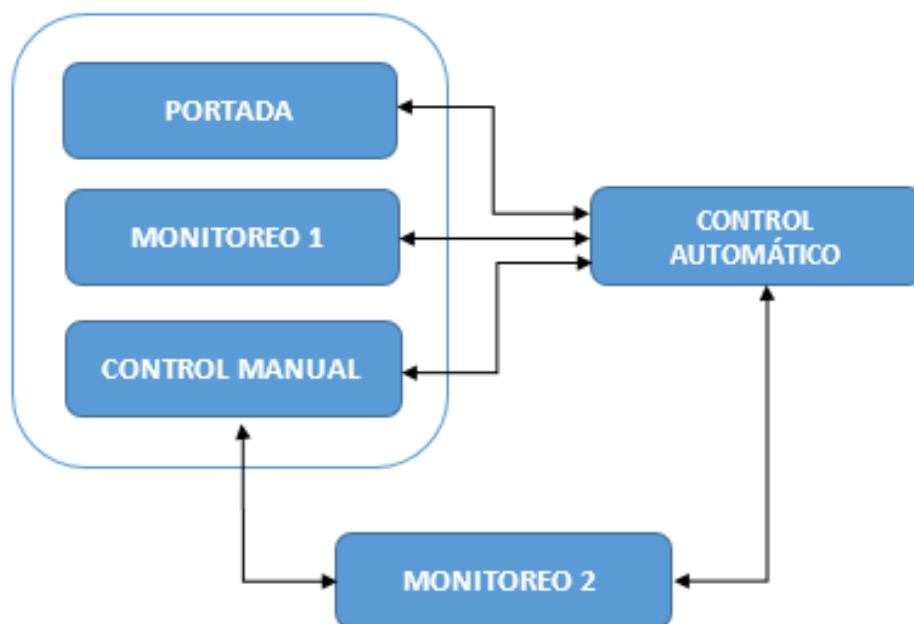 PORTADA
MONITOREO 1
CONTROL
AUTOMÁTICO
CONTROL MANUAL
MONITOREO 2